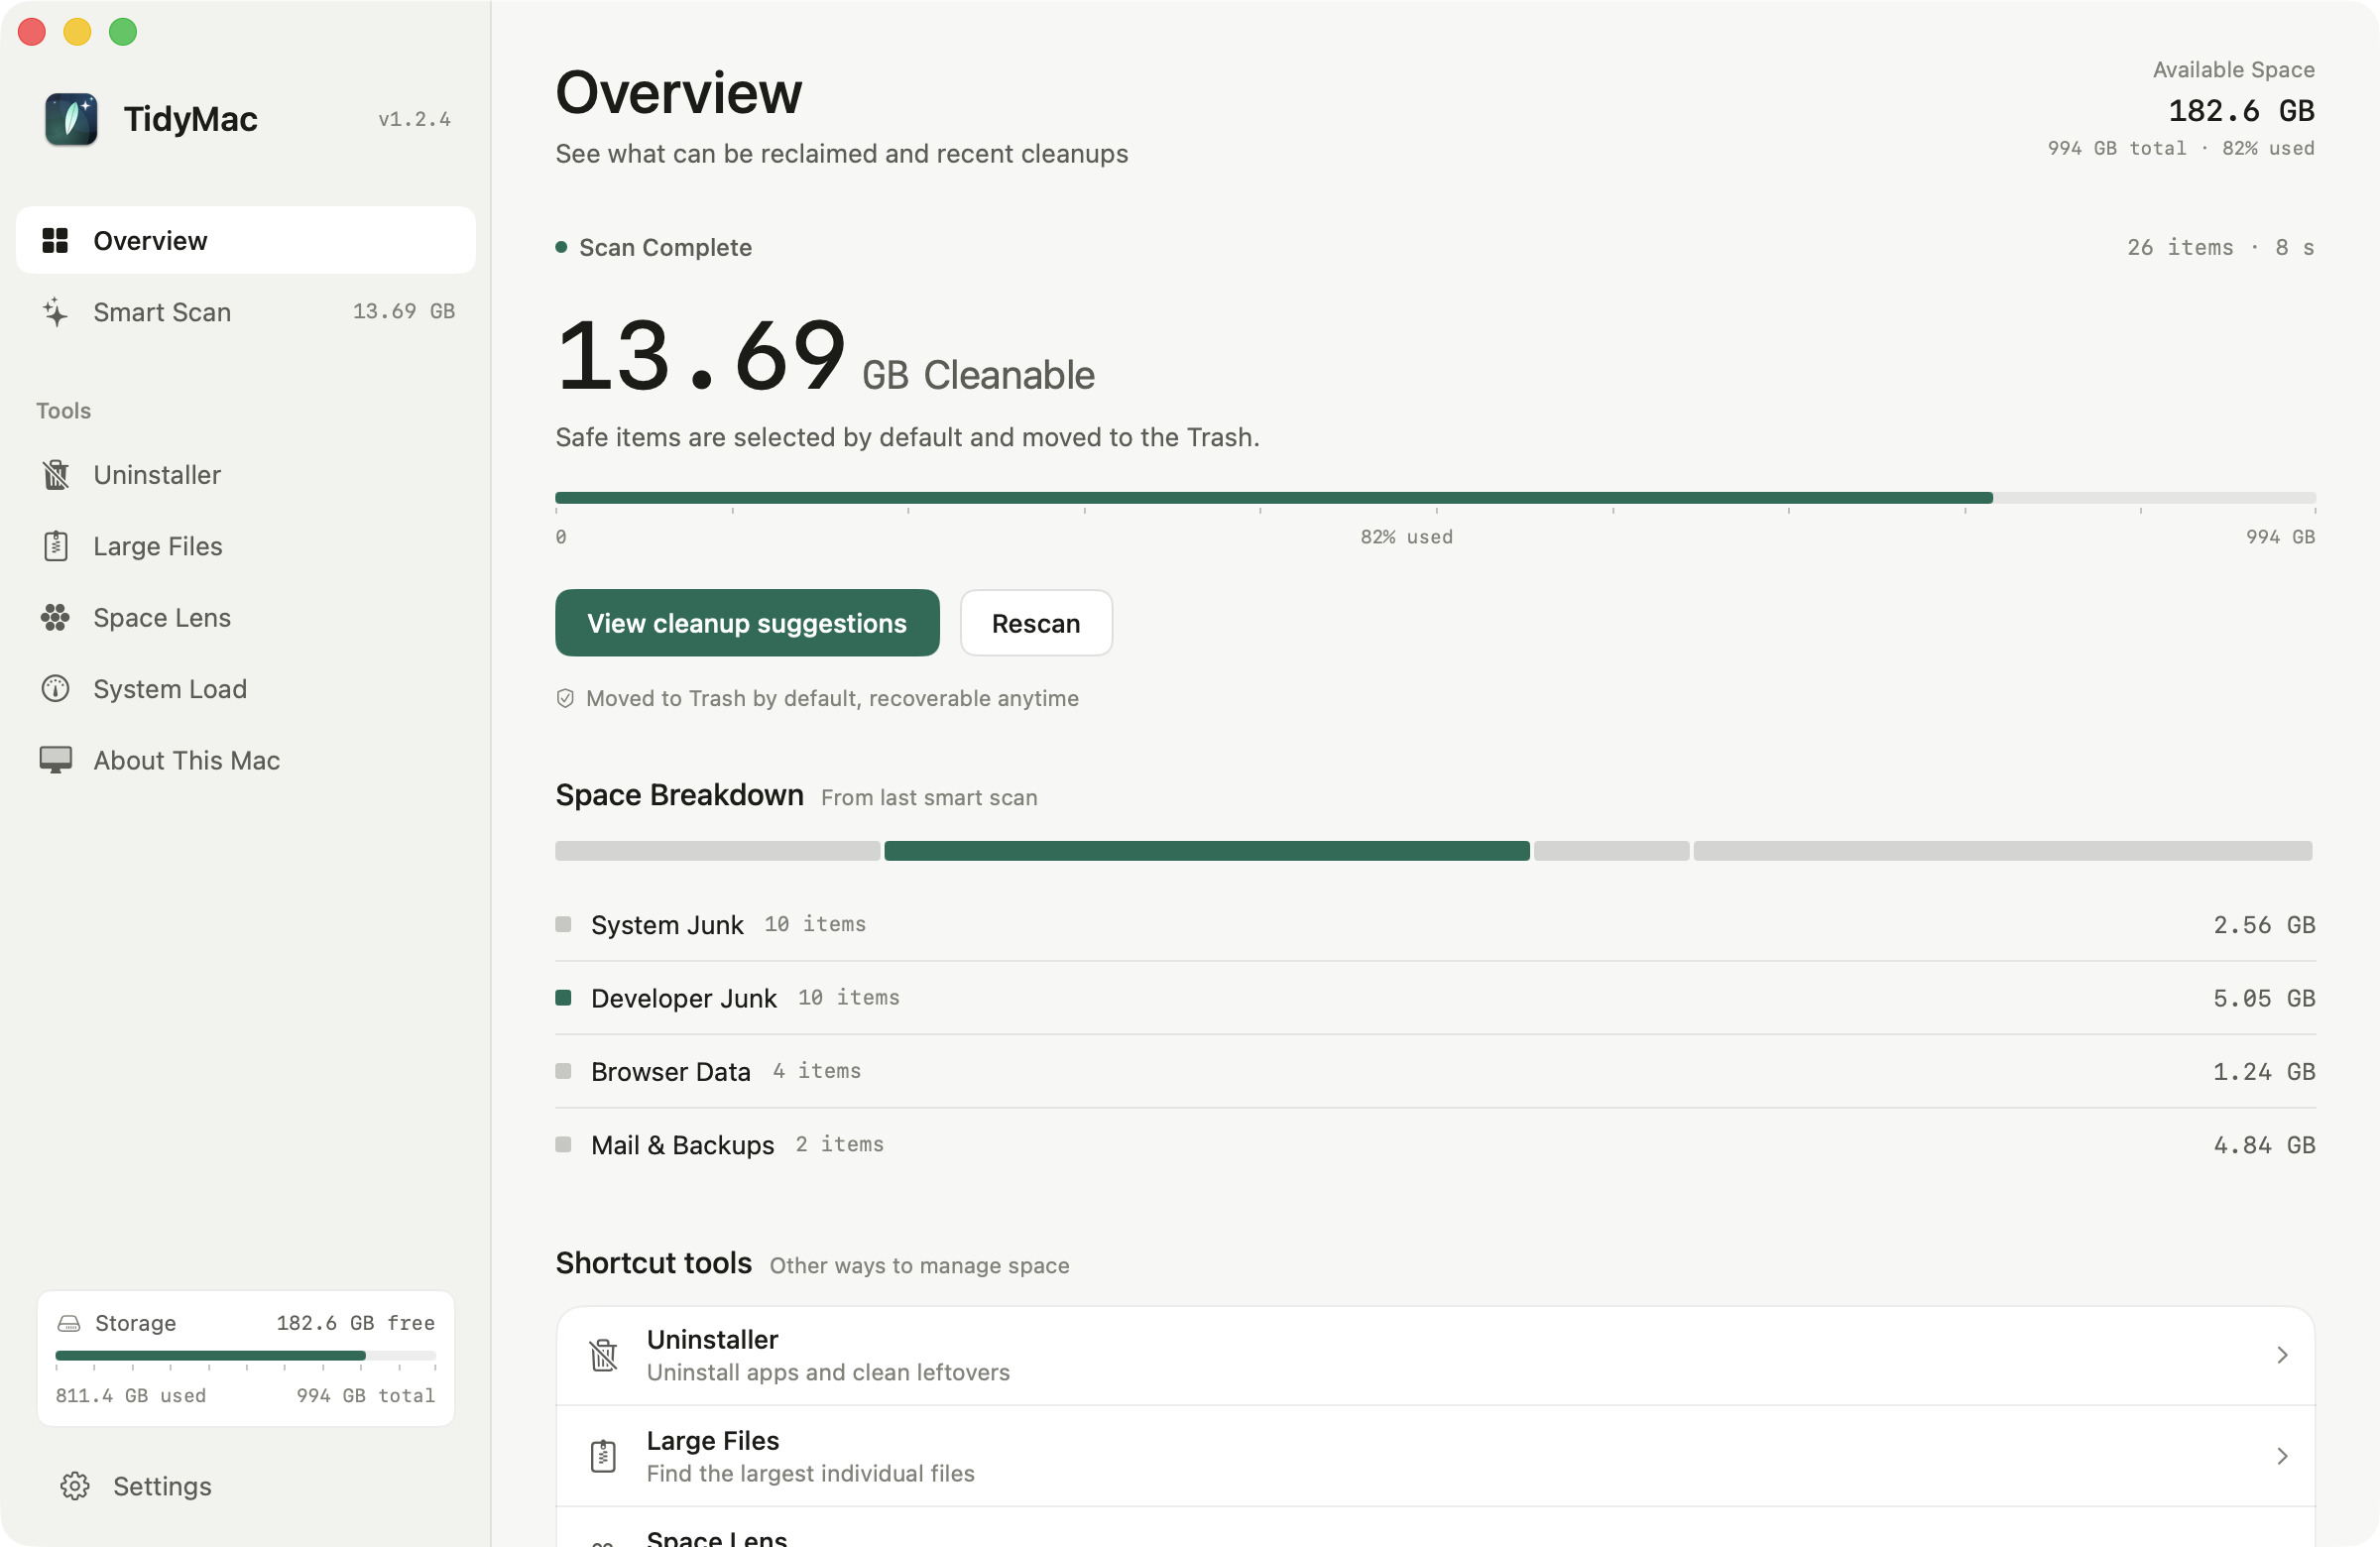 TidyMac v1.2.4
Overview
Smart Scan 13.69 GB
Tools
Uninstaller
Large Files
Space Lens
System Load
About This Mac
Storage 182.6 GB free
811.4 GB used 994 GB total
Settings
Overview
See what can be reclaimed and recent cleanups
Available Space
182.6 GB
994 GB total · 82% used
Scan Complete 26 items · 8 s
13.69 GB Cleanable
Safe items are selected by default and moved to the Trash.
0 82% used 994 GB
View cleanup suggestions Rescan
Moved to Trash by default, recoverable anytime
Space Breakdown From last smart scan
System Junk 10 items 2.56 GB
Developer Junk 10 items 5.05 GB
Browser Data 4 items 1.24 GB
Mail & Backups 2 items 4.84 GB
Shortcut tools Other ways to manage space
Uninstaller
Uninstall apps and clean leftovers
Large Files
Find the largest individual files
Space Lens